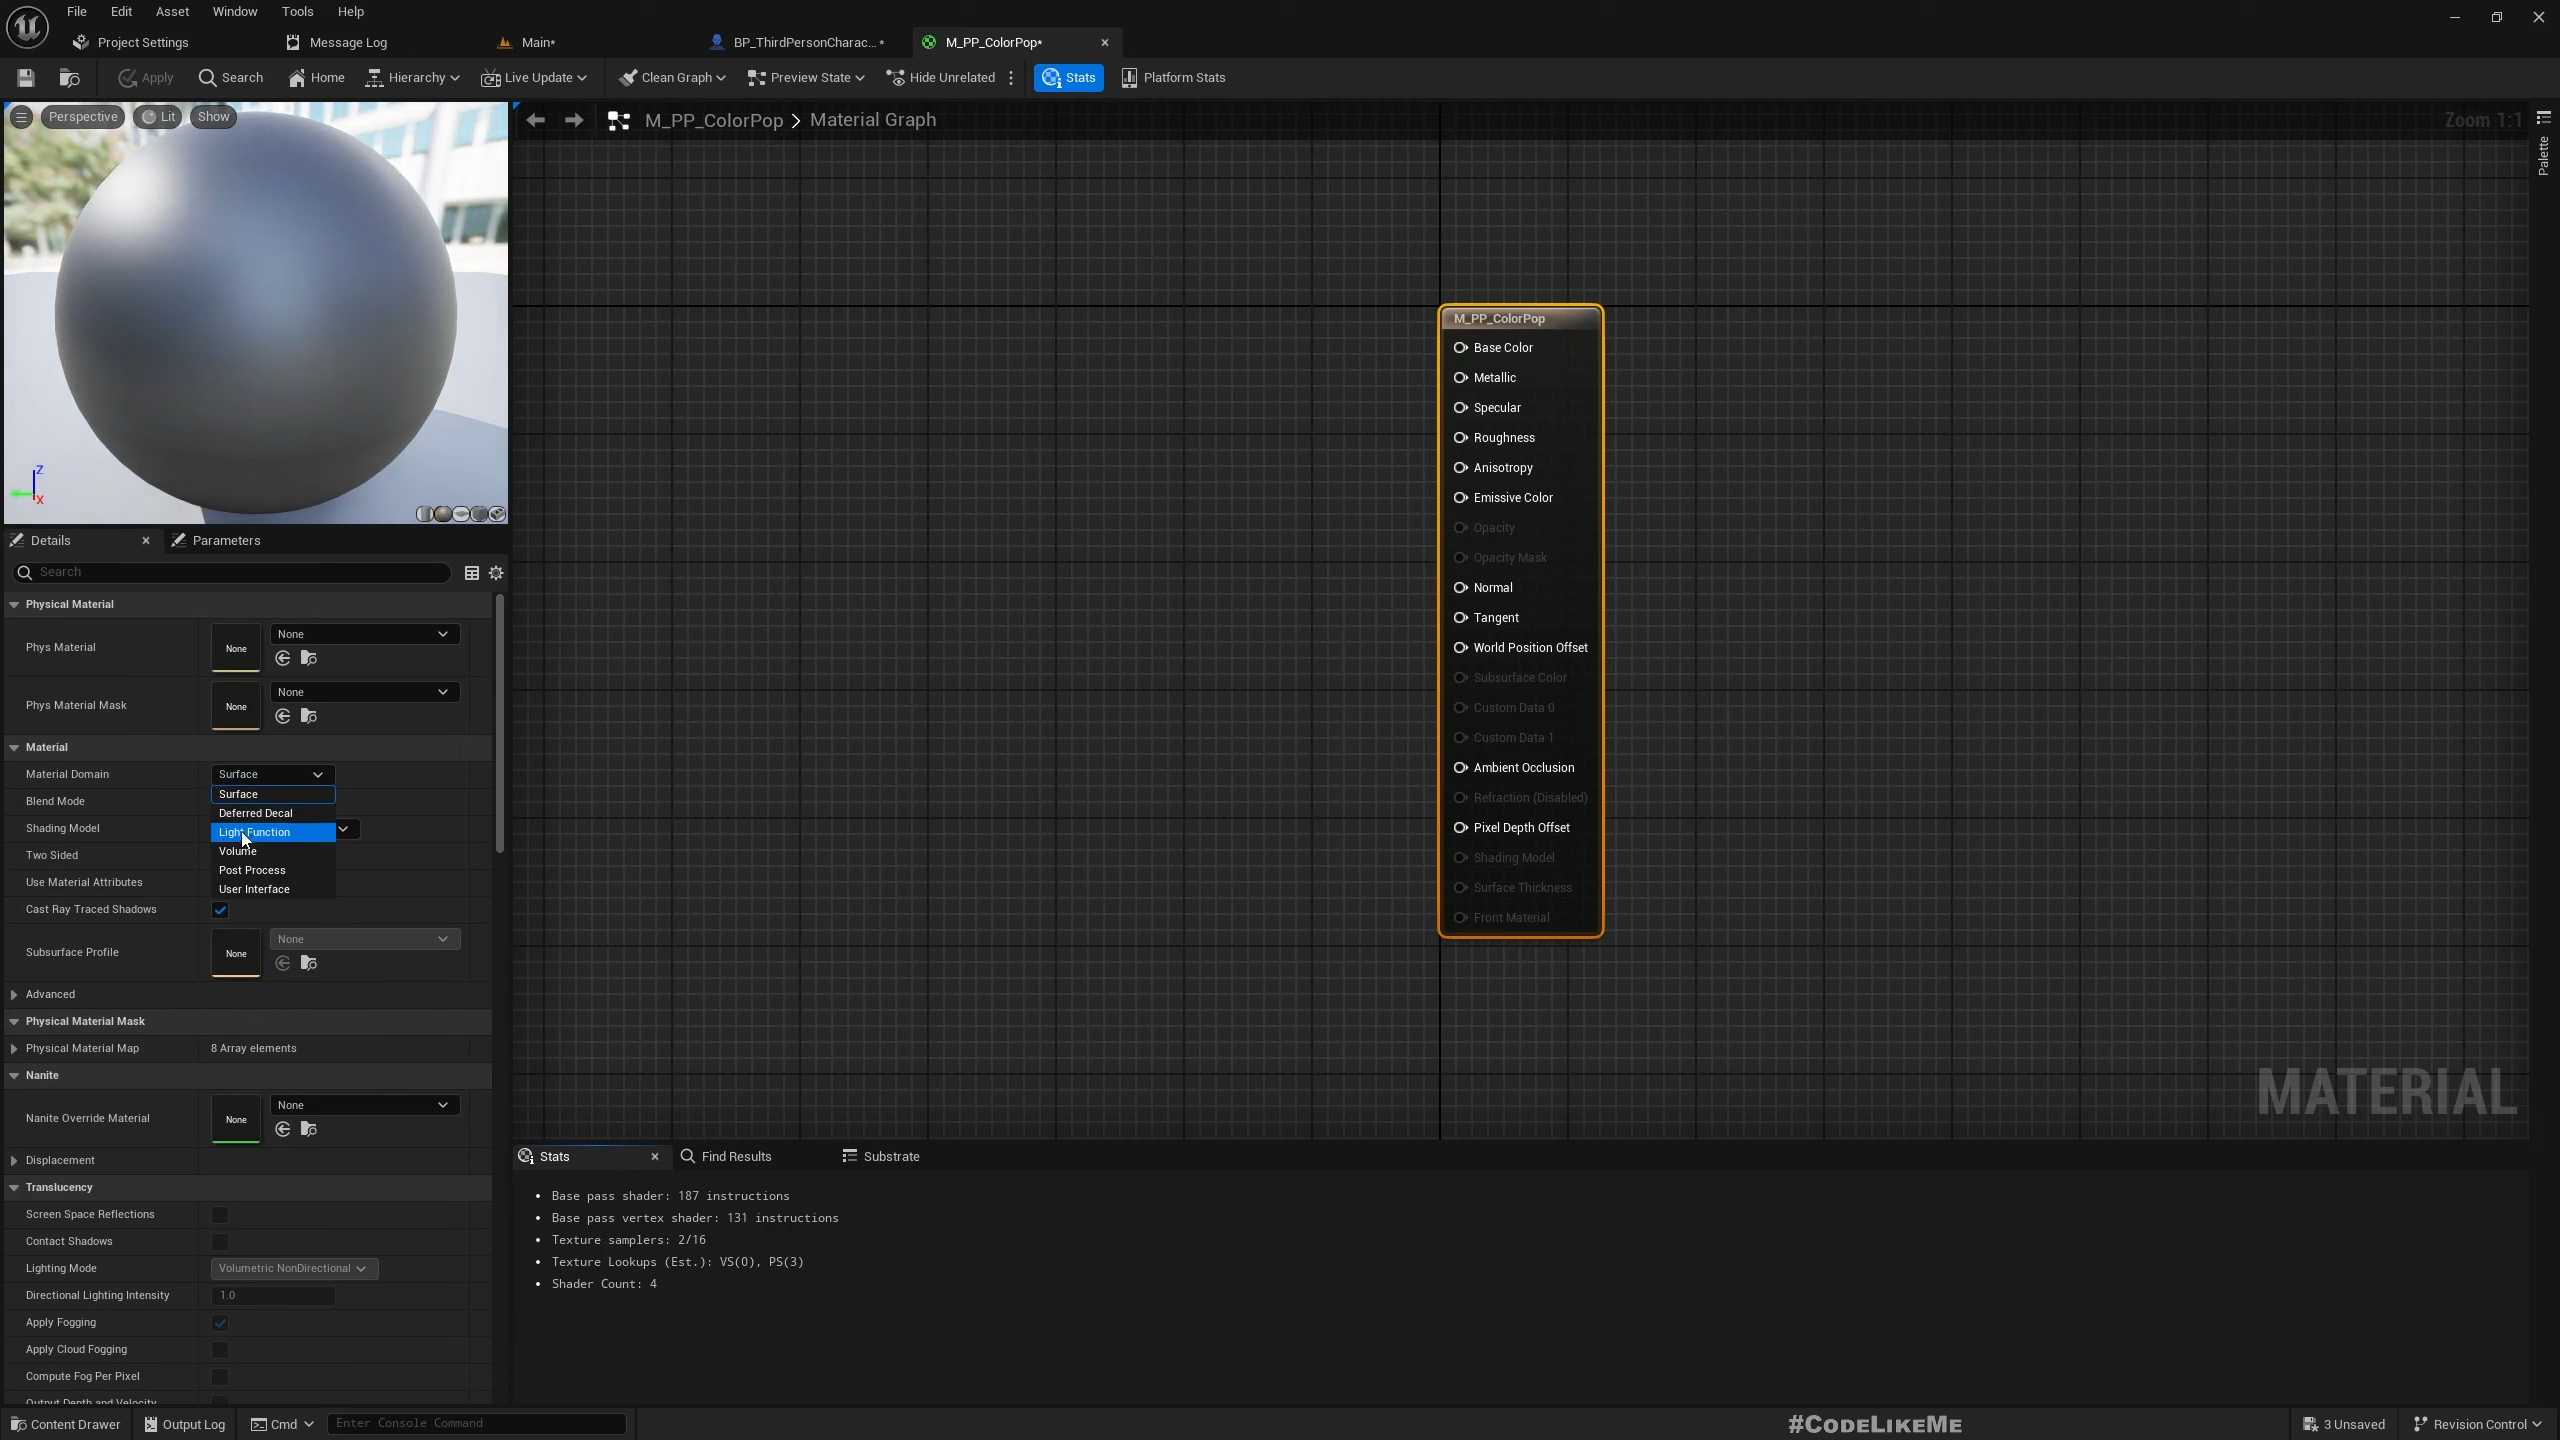 File Edit Asset Window Tools Help
Project Settings Message Log Main* BP_ThirdPersonCharac...* M_PP_ColorPop*
Apply Search Home Hierarchy Live Update Clean Graph Preview State Hide Unrelated Stats Platform Stats
Perspective Lit Show
M_PP_ColorPop > Material Graph
Zoom 1:1
Palette
Z
X
M_PP_ColorPop
Base Color
Metallic
Specular
Roughness
Anisotropy
Emissive Color
Opacity
Opacity Mask
Normal
Tangent
World Position Offset
Subsurface Color
Custom Data 0
Custom Data 1
Ambient Occlusion
Refraction (Disabled)
Pixel Depth Offset
Shading Model
Surface Thickness
Front Material
MATERIAL
Details Parameters
Search
Physical Material
Phys Material None None
Phys Material Mask None None
Material
Material Domain Surface
Surface
Blend Mode
Deferred Decal
Shading Model
Light Function
Volume
Two Sided
Post Process
Use Material Attributes
User Interface
Cast Ray Traced Shadows
Subsurface Profile None None
Advanced
Physical Material Mask
Physical Material Map 8 Array elements
Nanite
Nanite Override Material None None
Displacement
Translucency
Screen Space Reflections
Contact Shadows
Lighting Mode Volumetric NonDirectional
Directional Lighting Intensity 1.0
Apply Fogging
Apply Cloud Fogging
Compute Fog Per Pixel
Output Depth and Velocity
Stats Find Results Substrate
• Base pass shader: 187 instructions
• Base pass vertex shader: 131 instructions
• Texture samplers: 2/16
• Texture Lookups (Est.): VS(0), PS(3)
• Shader Count: 4
Content Drawer Output Log Cmd Enter Console Command #CodeLikeMe 3 Unsaved Revision Control